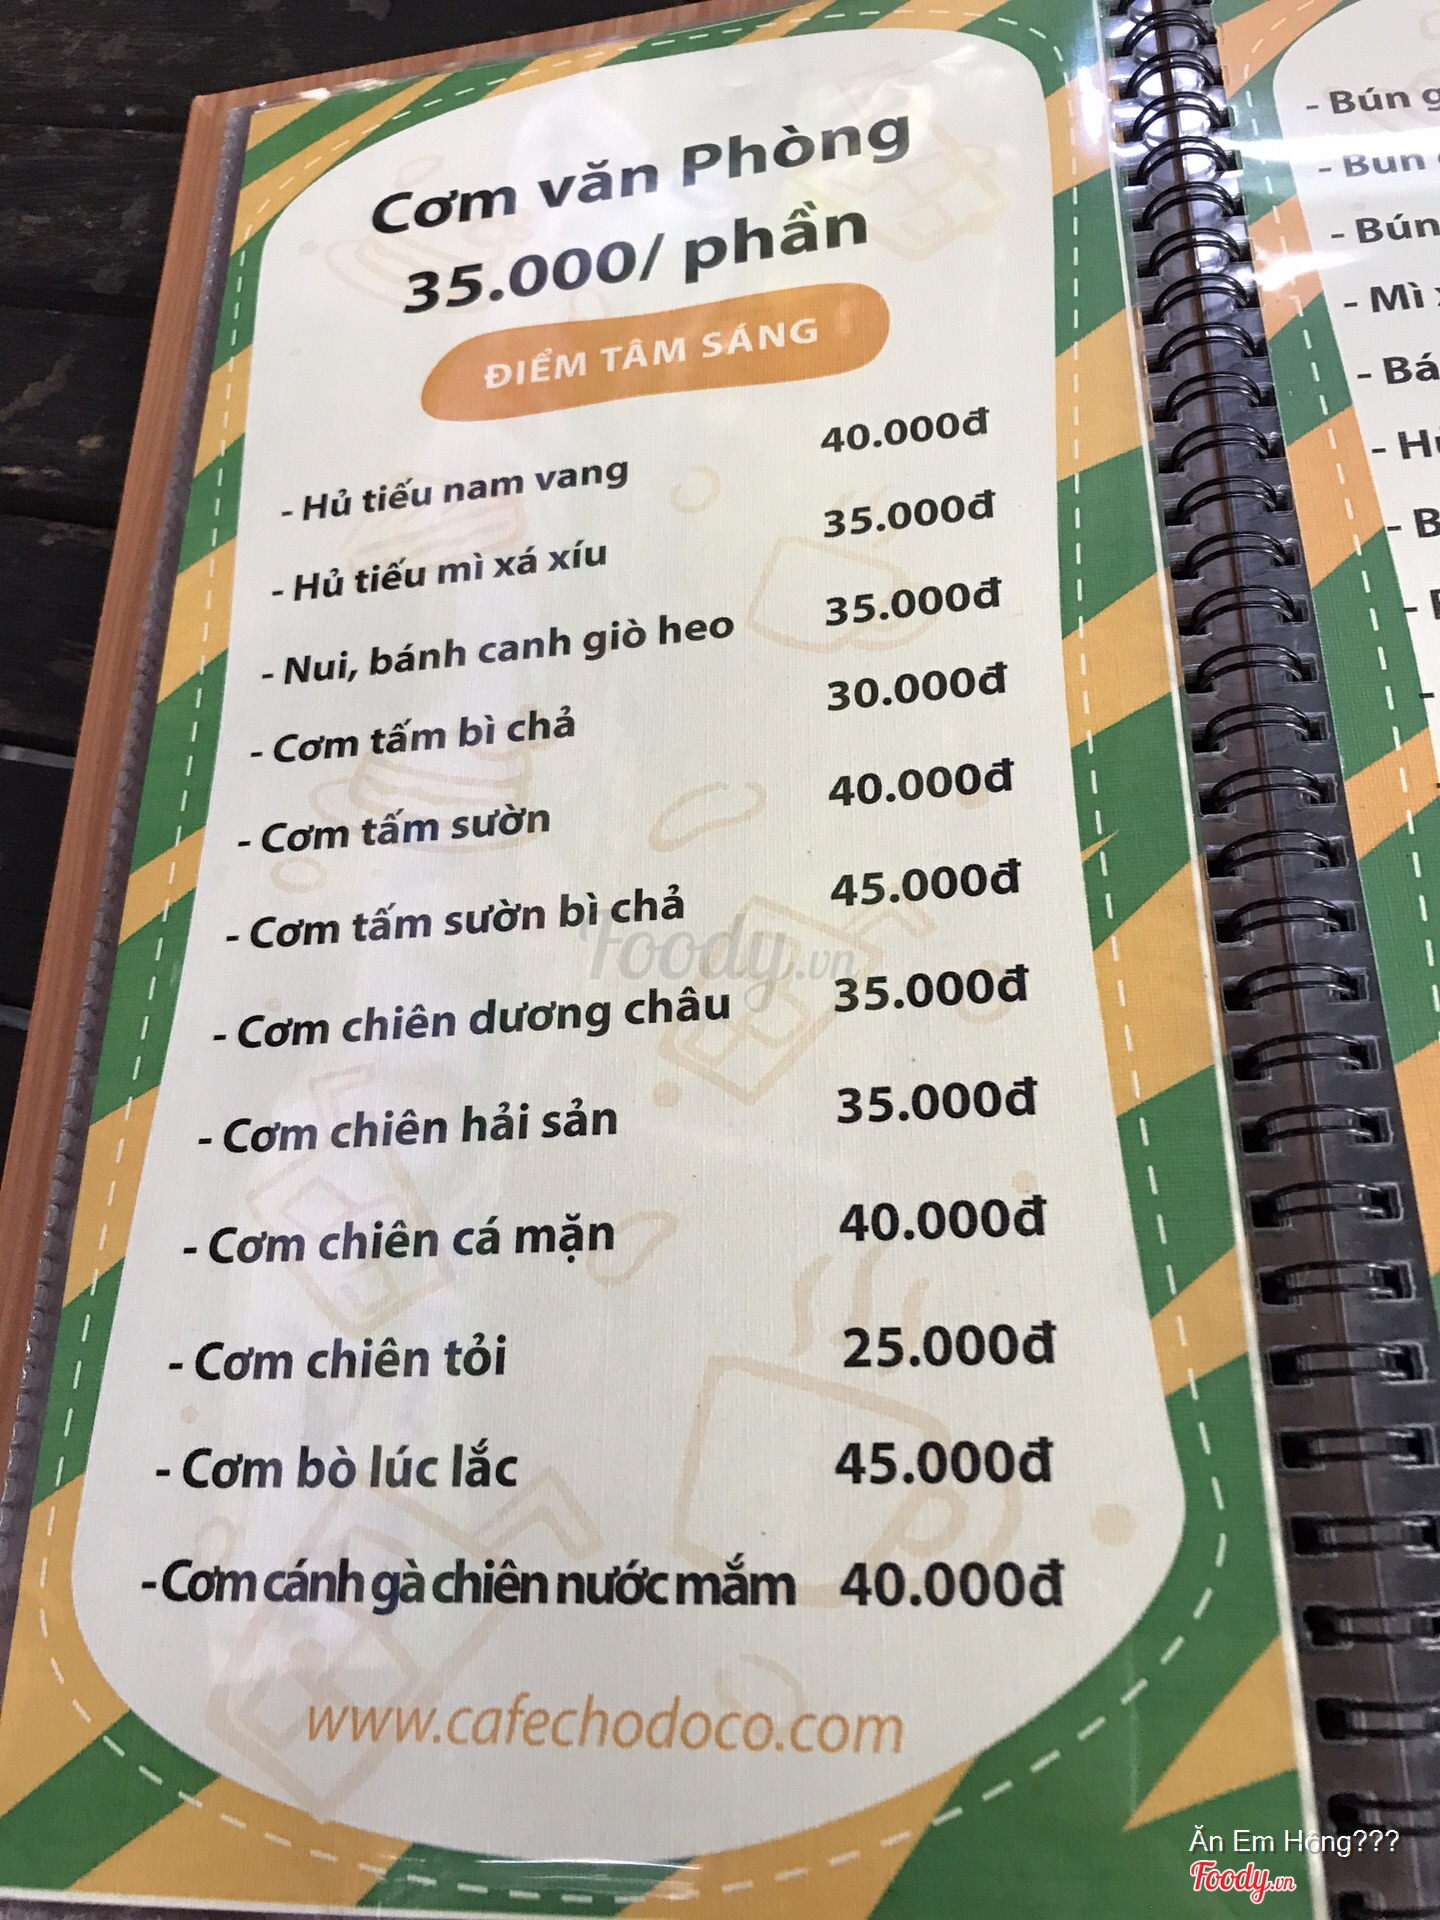 Cơm văn Phòng
35.000/ phần
ĐIỂM TÂM SÁNG
- Hủ tiếu nam vang 40.000đ
- Hủ tiếu mì xá xíu 35.000đ
- Nui, bánh canh giò heo 35.000đ
- Cơm tấm bì chả 30.000đ
- Cơm tấm sườn 40.000đ
- Cơm tấm sườn bì chả 45.000đ
- Cơm chiên dương châu 35.000đ
- Cơm chiên hải sản 35.000đ
- Cơm chiên cá mặn 40.000đ
- Cơm chiên tỏi 25.000đ
- Cơm bò lúc lắc 45.000đ
- Cơm cánh gà chiên nước mắm 40.000đ
www.cafechodoco.com
Foody.vn
- Bún
- Bún
- Bún
- Mì
Ăn Em Hông???
Foody.vn